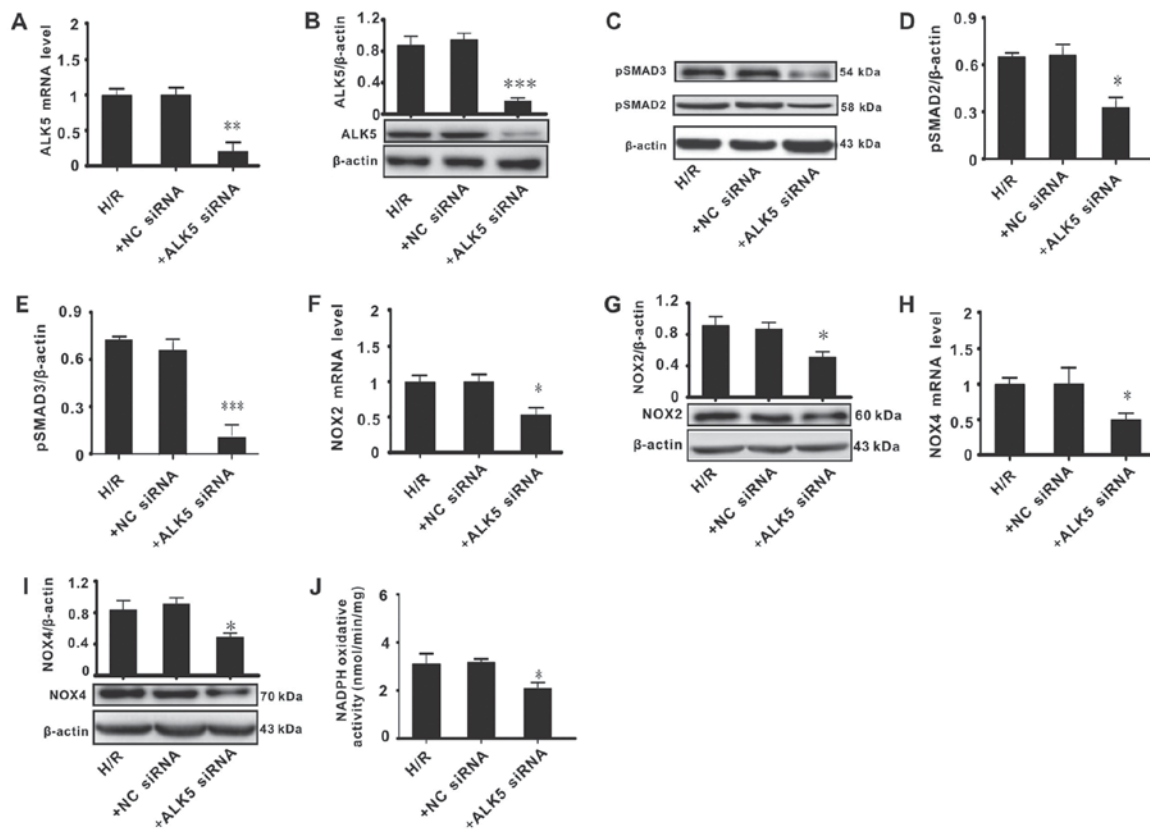 A
ALK5 mRNA level
2
1.5
1
0.5
0
**
H/R
+NC siRNA
+ALK5 siRNA
B
ALK5/β-actin
1.2
0.8
0.4
0
***
ALK5
β-actin
H/R
+NC siRNA
+ALK5 siRNA
C
pSMAD3
54 kDa
pSMAD2
58 kDa
β-actin
43 kDa
H/R
+NC siRNA
+ALK5 siRNA
D
pSMAD2/β-actin
0.9
0.6
0.3
0
*
H/R
+NC siRNA
+ALK5 siRNA
E
pSMAD3/β-actin
0.9
0.6
0.3
0
***
H/R
+NC siRNA
+ALK5 siRNA
F
NOX2 mRNA level
2
1.5
1
0.5
0
*
H/R
+NC siRNA
+ALK5 siRNA
G
NOX2/β-actin
1.2
0.8
0.4
0
*
NOX2
60 kDa
β-actin
43 kDa
H/R
+NC siRNA
+ALK5 siRNA
H
NOX4 mRNA level
2
1.5
1
0.5
0
*
H/R
+NC siRNA
+ALK5 siRNA
I
NOX4/β-actin
1.2
0.8
0.4
0
*
NOX4
70 kDa
β-actin
43 kDa
H/R
+NC siRNA
+ALK5 siRNA
J
NADPH oxidative
activity (nmol/min/mg)
6
4
2
0
*
H/R
+NC siRNA
+ALK5 siRNA